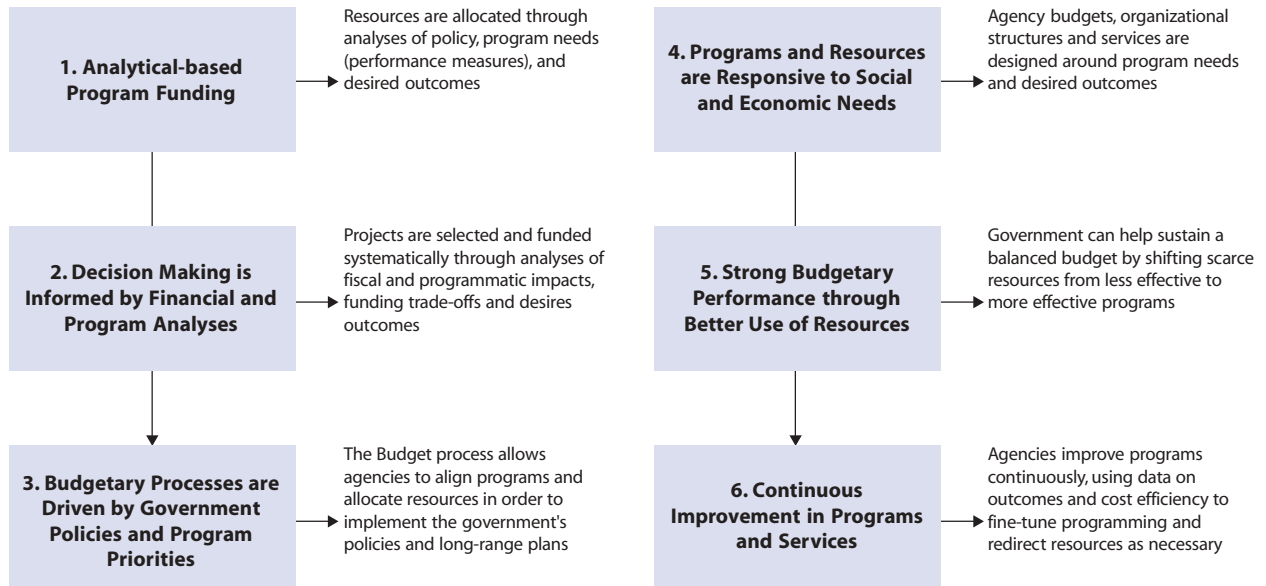 1. Analytical-based
Program Funding
Resources are allocated through
analyses of policy, program needs
(performance measures), and
desired outcomes
2. Decision Making is
Informed by Financial and
Program Analyses
Projects are selected and funded
systematically through analyses of
fiscal and programmatic impacts,
funding trade-offs and desires
outcomes
3. Budgetary Processes are
Driven by Government
Policies and Program
Priorities
The Budget process allows
agencies to align programs and
allocate resources in order to
implement the government's
policies and long-range plans
4. Programs and Resources
are Responsive to Social
and Economic Needs
Agency budgets, organizational
structures and services are
designed around program needs
and desired outcomes
5. Strong Budgetary
Performance through
Better Use of Resources
Government can help sustain a
balanced budget by shifting scarce
resources from less effective to
more effective programs
6. Continuous
Improvement in Programs
and Services
Agencies improve programs
continuously, using data on
outcomes and cost efficiency to
fine-tune programming and
redirect resources as necessary